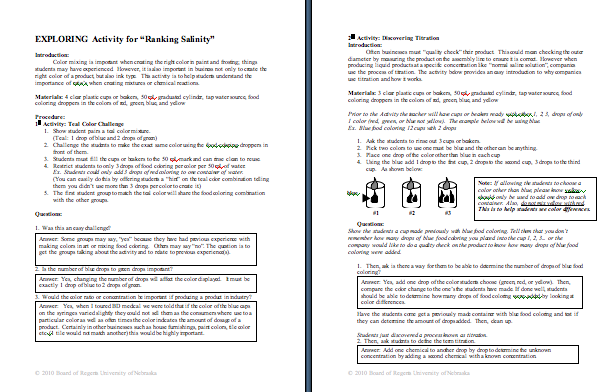 EXPLORING Activity for "Ranking Salinity"
Introduction:
Color mixing is important when creating the right color in paint and frosting; things
students may have experienced. However, it is also important in business not only to create the
right color of a product, but also ink type. This activity is to help students understand the
importance of when creating mixtures or chemical reactions.
Materials: 4 clear plastic cups or beakers, 50 graduated cylinder, tap water source, food
coloring droppers in the colors of red, green, blue, and yellow
Procedure:
1 Activity: Teal Color Challenge
1. Show student pairs a teal color mixture.
(Teal: 1 drop of blue and 2 drops of green)
2. Challenge the students to make the exact same color using the droppers in
front of them.
3. Students must fill the cups or beakers to the 50 mark and can rinse clean to reuse.
4. Restrict students to only 3 drops of food coloring per color per 50 of water.
Ex. Students could only add 3 drops of red coloring to one container of water.
(You can easily do this by offering students a "hint" on the teal color combination telling
them you didn't use more than 3 drops per color to create it)
5. The first student group to match the teal color will share the food coloring combination
with the other groups.
Questions:
1. Was this an easy challenge?
Answer: Some groups may say, "yes" because they have had previous experience with
making colors in art or mixing food coloring. Others may say "no". The question is to
get the groups talking about the activity and to relate to previous experience(s).
2. Is the number of blue drops to green drops important?
Answer: Yes, changing the number of drops will affect the color displayed. It must be
exactly 1 drop of blue to 2 drops of green.
3. Would the color ratio or concentration be important if producing a product in industry?
Answer: Yes, when I toured BD medical we were told that if the color of the blue caps
on the syringes varied slightly they could not sell them as the consumers where use to a
particular color as well as often times the color indicates the amount of dosage of a
product. Certainly in other businesses such as house furnishings, paint colors, tile color
tile would not match another) this would be highly important.
© 2010 Board of Regents University of Nebraska
2 Activity: Discovering Titration
Introduction:
Often businesses must "quality check" their product. This could mean checking the outer
diameter by measuring the product on the assembly line to ensure it is correct. However when
producing liquid products at a specific concentration like "normal saline solution", companies
use the process of titration. The activity below provides an easy introduction to why companies
use titration and how it works.
Materials: 3 clear plastic cups or beakers, 50 graduated cylinder, tap water source, food
coloring droppers in the colors of red, green, blue, and yellow
Prior to the Activity the teacher will have cups or beakers ready 1, 2 3, drops of only
1 color (red, green, or blue not yellow). The example below will be using blue
Ex. Blue food coloring 12 cups with 2 drops
1. Ask the students to rinse out 3 cups or beakers.
2. Pick two colors to use one must be blue and the other can be anything.
3. Place one drop of the color other than blue in each cup
4. Using the blue add 1 drops to the first cup, 2 drops to the second cup, 3 drops to the third
cup. As shown below:
#1 #2 #3
Note: If allowing the students to choose a
color other than blue, please know yellow
should only be used to add one drop to each
container. Also, do not mix yellow with red.
This is to help students see color differences.
Questions:
Show the students a cup made previously with blue food coloring. Tell them that you don't
remember how many drops of blue food coloring you placed into the cup 1, 2, 3.. or the
company would like to do a quality check on the product to know how many drops of blue food
coloring were added.
1. Then, ask is there a way for them to be able to determine the number of drops of blue food
coloring?
Answer: Yes, add one drop of the color students choose (green, red, or yellow). Then,
compare the color change to the one's the students have made. If done well, students
should be able to determine how many drops of food coloring were added by looking at
color differences.
Have the students come get a previously made container with blue food coloring and test if
they can determine the amount of drops added. Then, clean up.
Students just discovered a process known as titration.
2. Then, ask students to define the term titration.
Answer: Add one chemical to another drop by drop to determine the unknown
concentration by adding a second chemical with a known concentration
© 2010 Board of Regents University of Nebraska